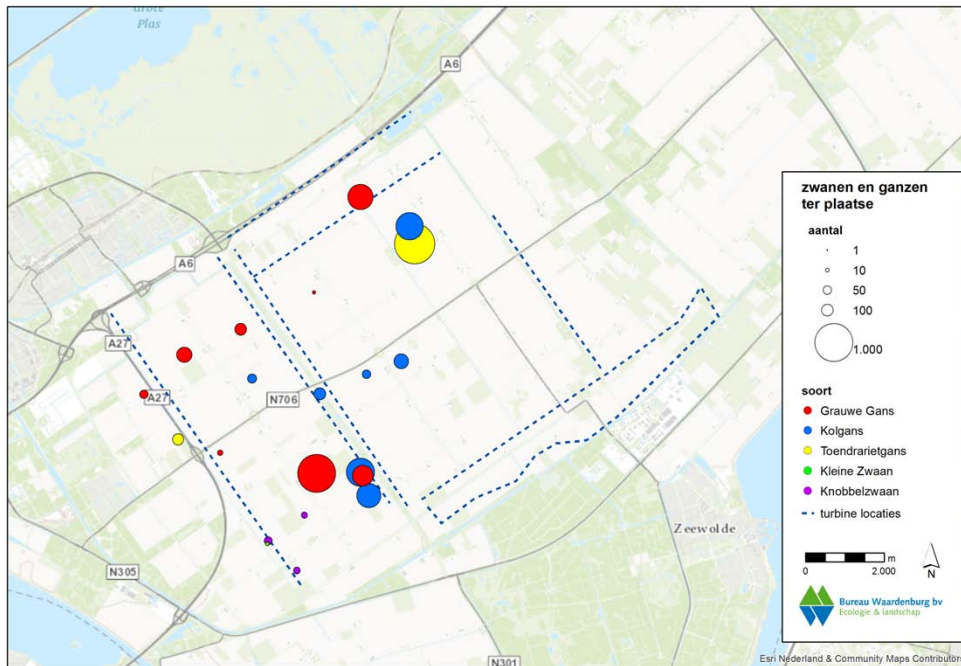 Grote
Plas
A6
A6
A27
A27
N706
N305
Zeewolde
N301
zwanen en ganzen
ter plaatse
aantal
1
10
50
100
1.000
soort
Grauwe Gans
Kolgans
Toendrarietgans
Kleine Zwaan
Knobbelzwaan
turbine locaties
m
0 2.000
N
Bureau Waardenburg bv
Ecologie & landschap
Esri Nederland & Community Maps Contributors